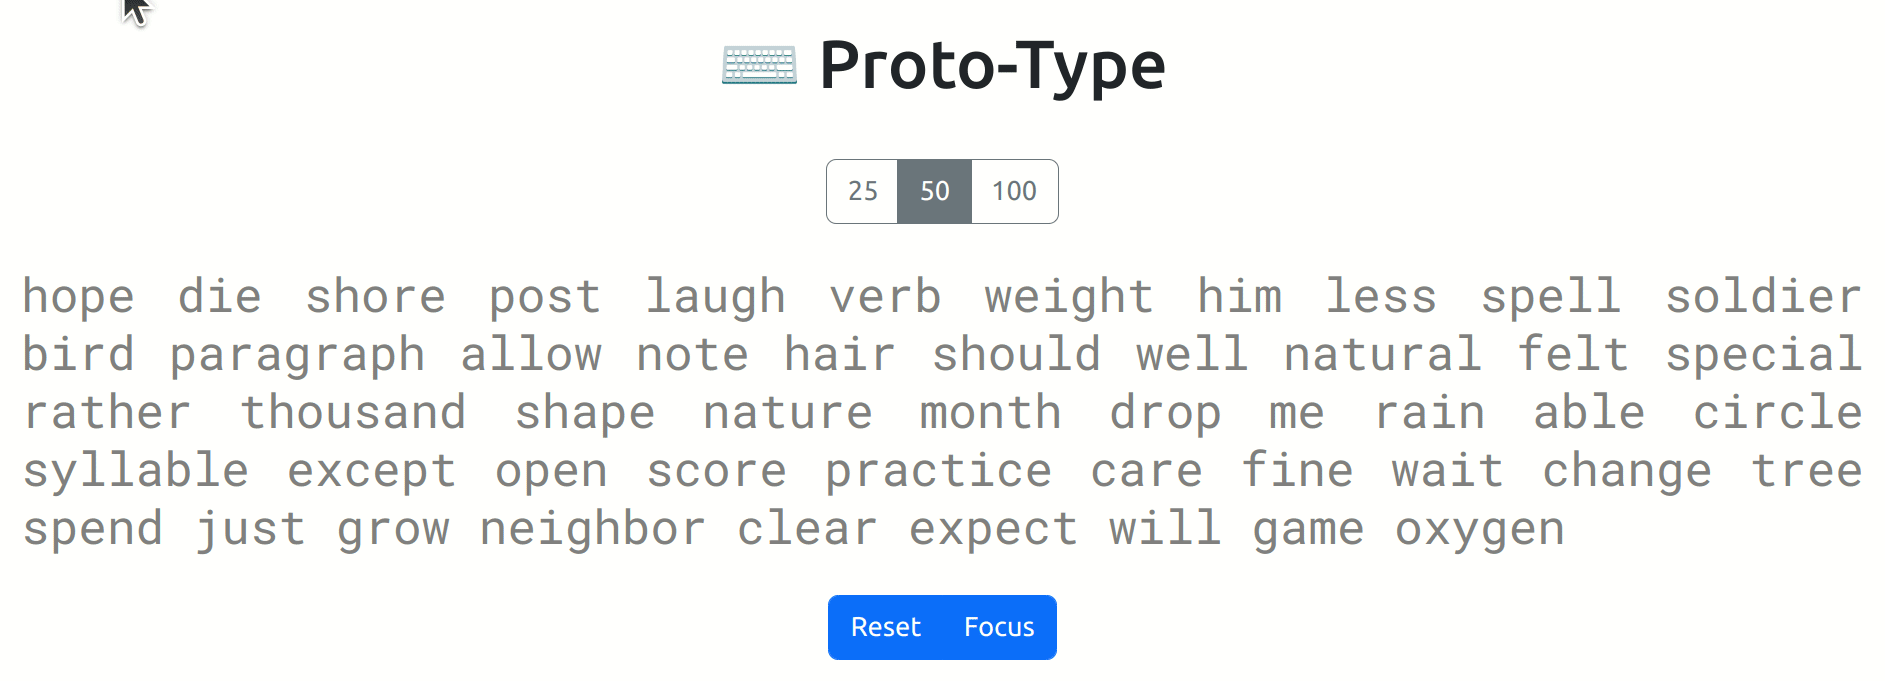 Proto-Type
25 50 100
hope die shore post laugh verb weight him less spell soldier
bird paragraph allow note hair should well natural felt special
rather thousand shape nature month drop me rain able circle
syllable except open score practice care fine wait change tree
spend just grow neighbor clear expect will game oxygen
Reset Focus